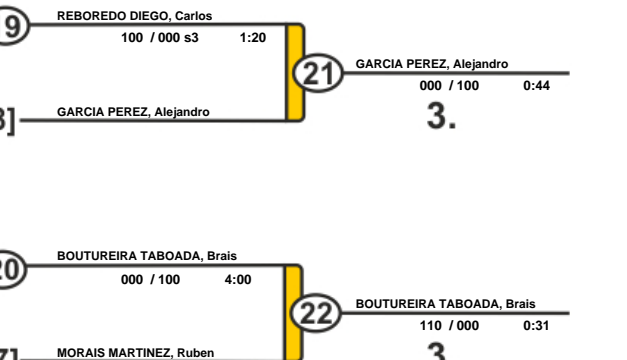 19 REBOREDO DIEGO, Carlos
100 / 000 s3 1:20
21 GARCIA PEREZ, Alejandro
000 / 100 0:44
GARCIA PEREZ, Alejandro
3.
20 BOUTUREIRA TABOADA, Brais
000 / 100 4:00
22 BOUTUREIRA TABOADA, Brais
110 / 000 0:31
MORAIS MARTINEZ, Ruben
3